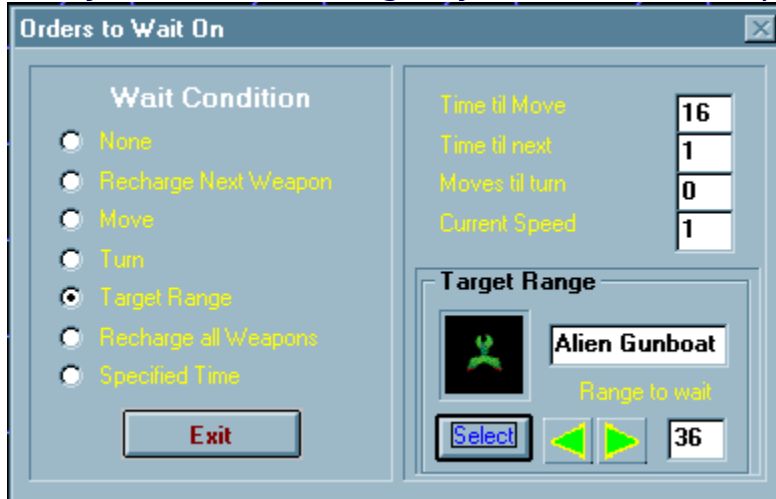 Orders to Wait On
Wait Condition
None
Recharge Next Weapon
Move
Turn
Target Range
Recharge all Weapons
Specified Time
Exit
Time til Move 16
Time til next 1
Moves til turn 0
Current Speed 1
Target Range
Alien Gunboat
Range to wait
Select 36